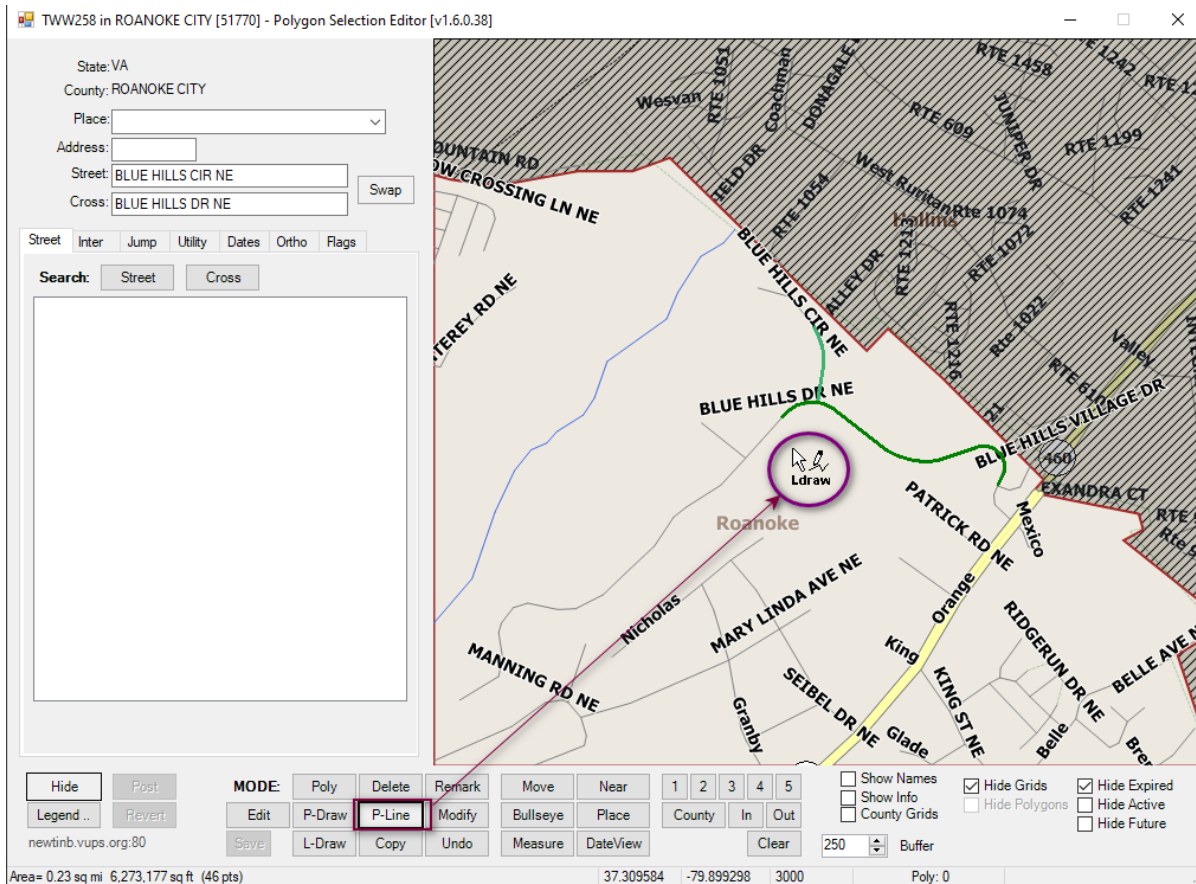 TWW258 in ROANOKE CITY [51770] - Polygon Selection Editor [v1.6.0.38]
State: VA
County: ROANOKE CITY
Place:
Address:
Street: BLUE HILLS CIR NE
Cross: BLUE HILLS DR NE
Swap
Street Inter Jump Utility Dates Ortho Flags
Search: Street Cross
RTE 1051
Coachman
DONAGALE
RTE 1458
RTE 1242
Wesvan
RTE 609
JUNIPER DR
RTE 1199
RTE 1241
OUNTAIN RD
OW CROSSING LN NE
FIELD DR
RTE 1054
West Ruritan
Hollins
Rte 1074
RTE 1213
RTE 1072
BLUE HILLS CIR NE
ALLEY DR
TEREY RD NE
RTE 1216
Rte 1022
Valley
RTE 610
BLUE HILLS DR NE
21
BLUE HILLS VILLAGE DR
460
Ldraw
EXANDRA CT
Roanoke
PATRICK RD NE
Mexico
RTE
Rte 9
Nicholas
MARY LINDA AVE NE
Orange
RIDGERUN DR NE
King
MANNING RD NE
SEIBEL DR NE
KING ST NE
BELLE AVE N
Granby
Glade
Belle
Bren
Hide Post MODE: Poly Delete Remark Move Near 1 2 3 4 5 Show Names Hide Grids Hide Expired
Legend .. Revert Edit P-Draw P-Line Modify Bullseye Place County In Out Show Info Hide Polygons Hide Active
County Grids Hide Future
newtinb.vups.org:80 Save L-Draw Copy Undo Measure DateView Clear 250 Buffer
Area= 0.23 sq mi 6,273,177 sq ft (46 pts) 37.309584 -79.899298 3000 Poly: 0